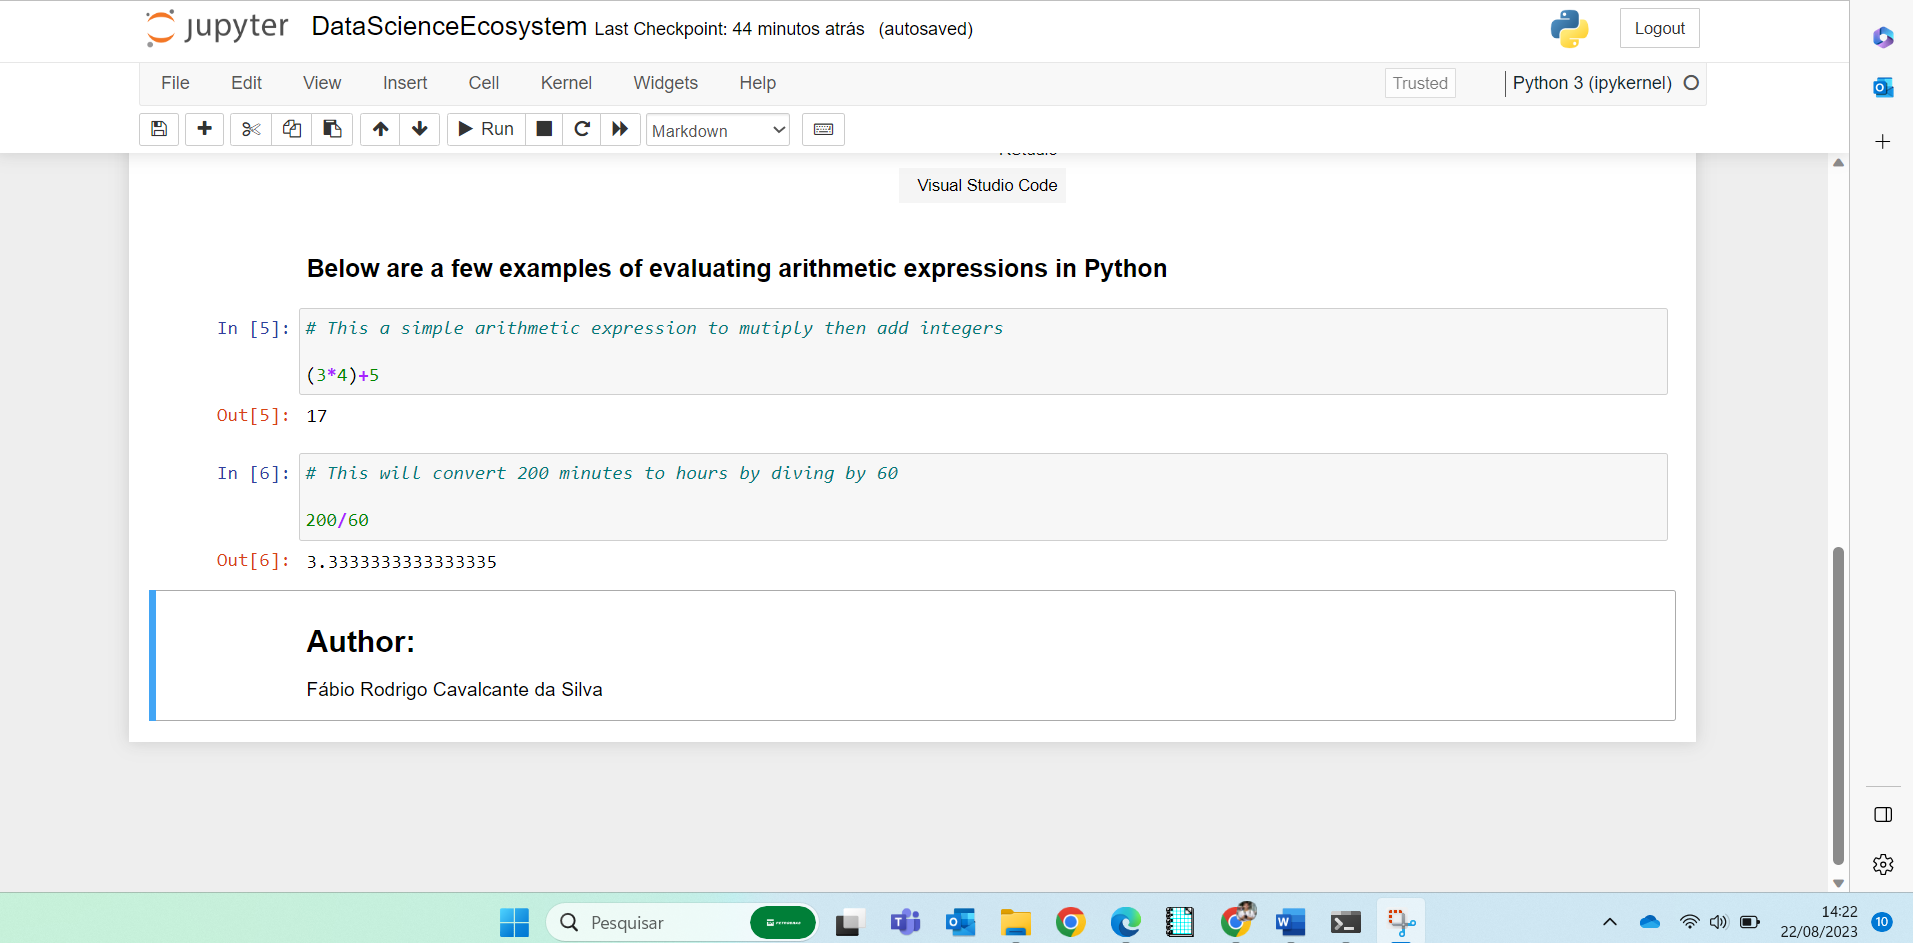 jupyter DataScienceEcosystem Last Checkpoint: 44 minutos atrás (autosaved)
Logout
File Edit View Insert Cell Kernel Widgets Help
Trusted
Python 3 (ipykernel)
Run
Markdown
Visual Studio Code
Below are a few examples of evaluating arithmetic expressions in Python
In [5]: # This a simple arithmetic expression to mutiply then add integers
(3*4)+5
Out[5]: 17
In [6]: # This will convert 200 minutes to hours by diving by 60
200/60
Out[6]: 3.3333333333333335
Author:
Fábio Rodrigo Cavalcante da Silva
Pesquisar
14:22
22/08/2023
10